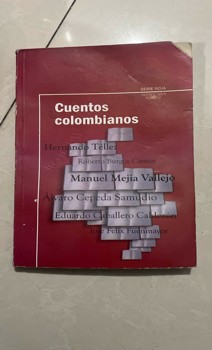 SERIE ROJA
Cuentos
colombianos
Hernando Téllez
Roberto Burgos Cantor
Manuel Mejía Vallejo
Álvaro Cepeda Samudio
Eduardo Caballero Calderón
José Félix Fuenmayor